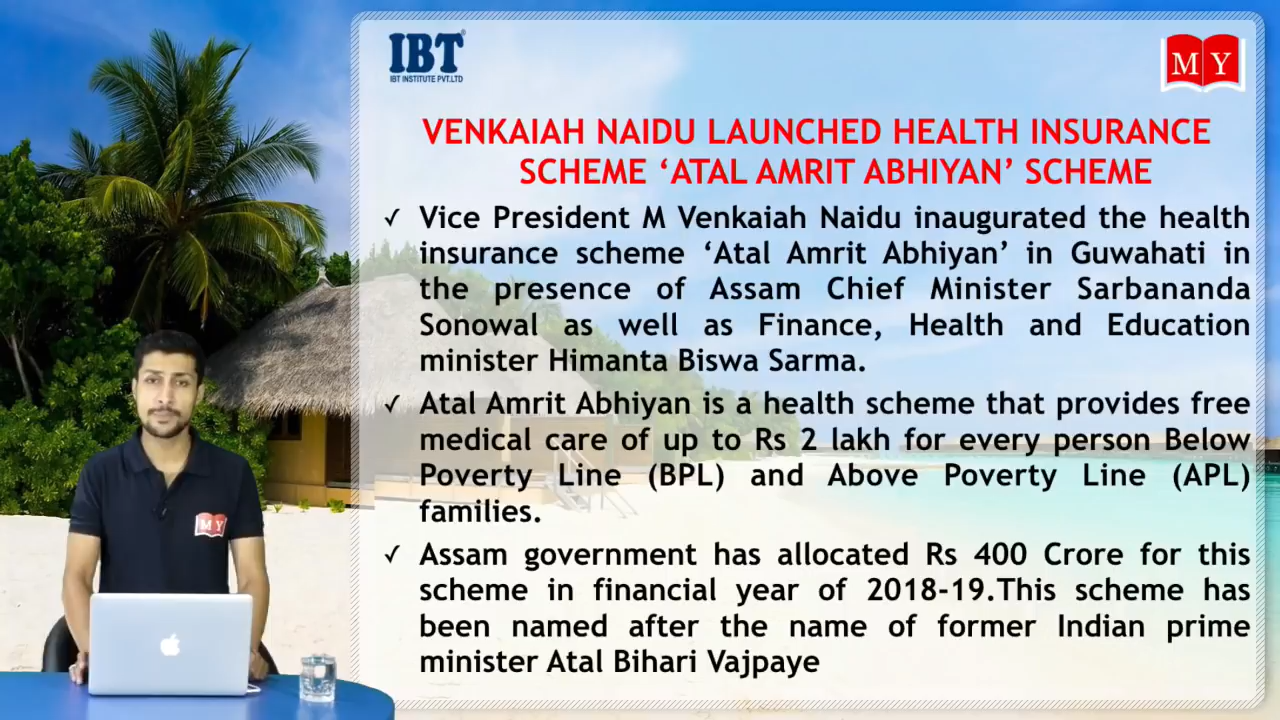 IBT
IBT INSTITUTE PVT.LTD
M Y
VENKAIAH NAIDU LAUNCHED HEALTH INSURANCE
SCHEME ‘ATAL AMRIT ABHIYAN’ SCHEME
✓ Vice President M Venkaiah Naidu inaugurated the health
insurance scheme ‘Atal Amrit Abhiyan’ in Guwahati in
the presence of Assam Chief Minister Sarbananda
Sonowal as well as Finance, Health and Education
minister Himanta Biswa Sarma.
✓ Atal Amrit Abhiyan is a health scheme that provides free
medical care of up to Rs 2 lakh for every person Below
Poverty Line (BPL) and Above Poverty Line (APL)
families.
✓ Assam government has allocated Rs 400 Crore for this
scheme in financial year of 2018-19.This scheme has
been named after the name of former Indian prime
minister Atal Bihari Vajpaye
M Y